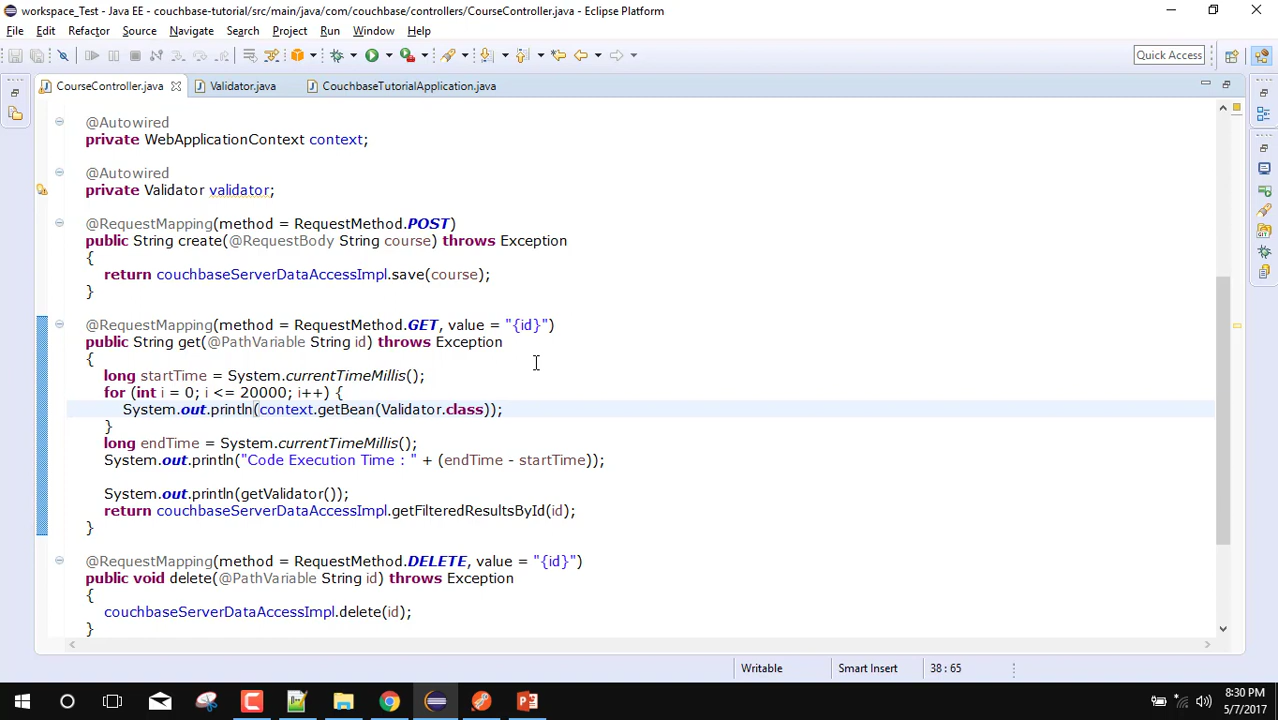 workspace_Test - Java EE - couchbase-tutorial/src/main/java/com/couchbase/controllers/CourseController.java - Eclipse Platform
File Edit Refactor Source Navigate Search Project Run Window Help
Quick Access
CourseController.java Validator.java CouchbaseTutorialApplication.java
@Autowired
private WebApplicationContext context;
@Autowired
private Validator validator;
@RequestMapping(method = RequestMethod.POST)
public String create(@RequestBody String course) throws Exception
{
return couchbaseServerDataAccessImpl.save(course);
}
@RequestMapping(method = RequestMethod.GET, value = "{id}")
public String get(@PathVariable String id) throws Exception
{
long startTime = System.currentTimeMillis();
for (int i = 0; i <= 20000; i++) {
System.out.println(context.getBean(Validator.class));
}
long endTime = System.currentTimeMillis();
System.out.println("Code Execution Time : " + (endTime - startTime));
System.out.println(getValidator());
return couchbaseServerDataAccessImpl.getFilteredResultsById(id);
}
@RequestMapping(method = RequestMethod.DELETE, value = "{id}")
public void delete(@PathVariable String id) throws Exception
{
couchbaseServerDataAccessImpl.delete(id);
}
Writable Smart Insert 38 : 65
8:30 PM
5/7/2017